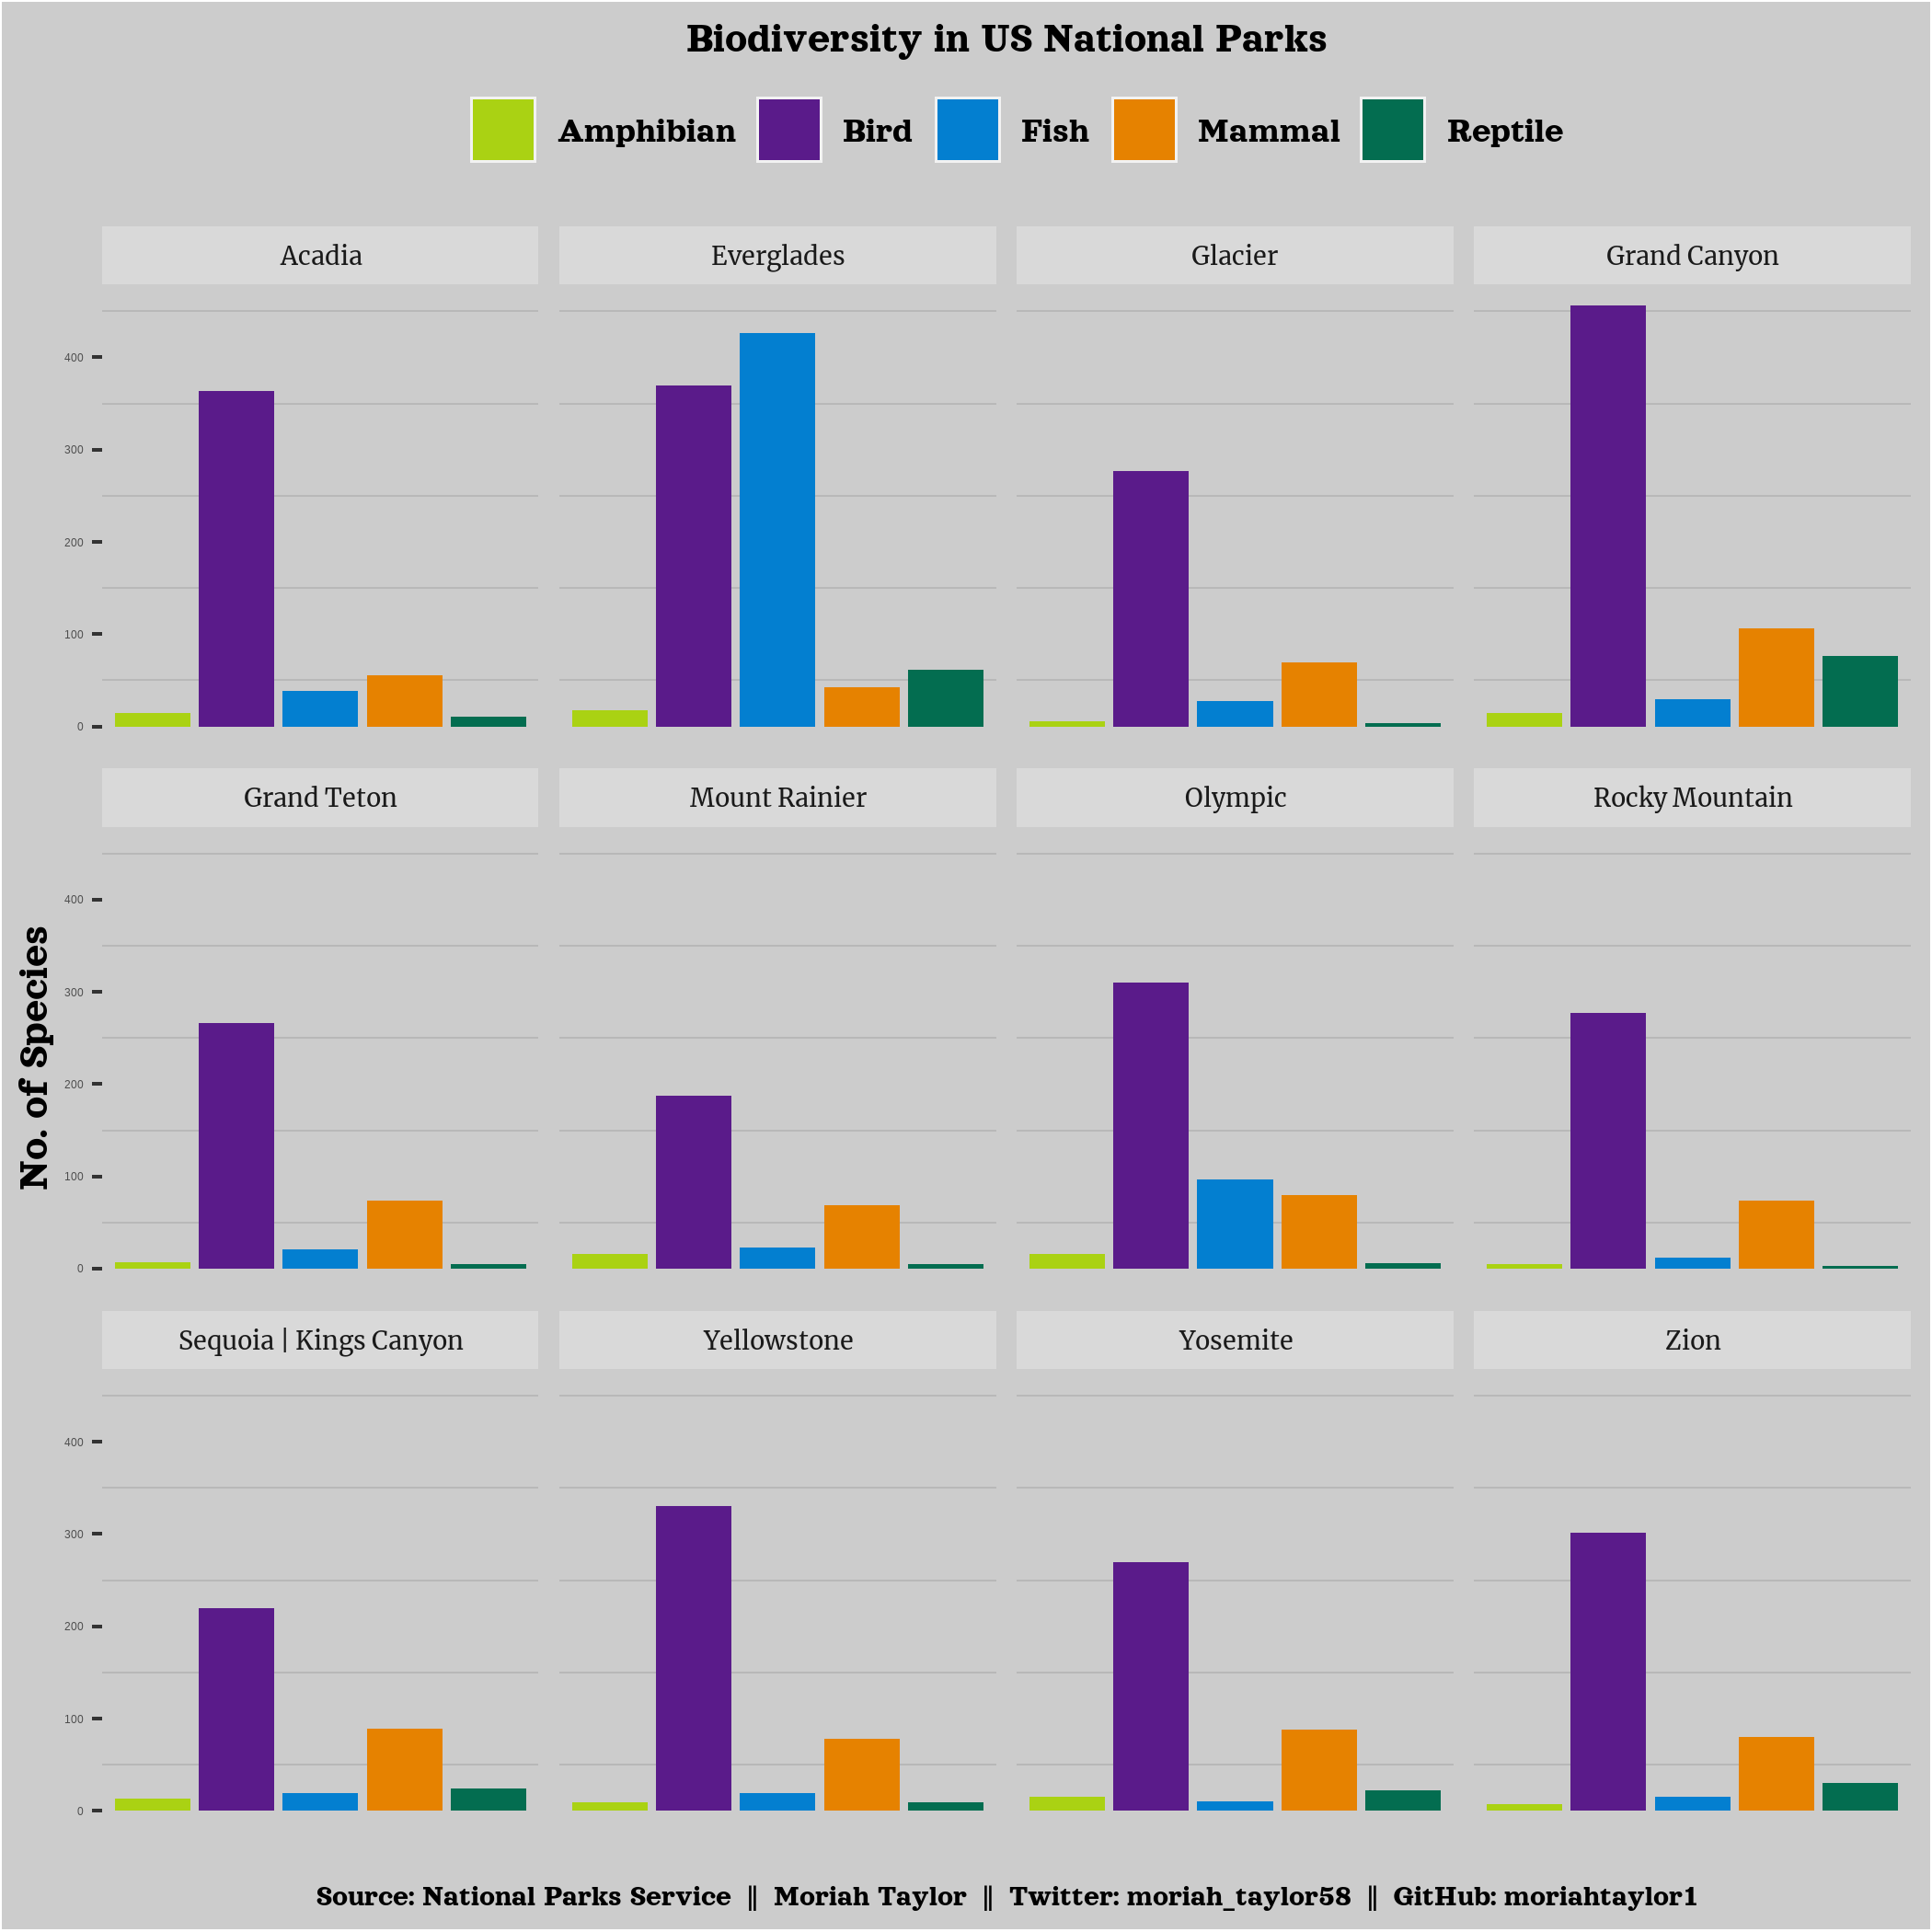 Biodiversity in US National Parks
Amphibian Bird Fish Mammal Reptile
Acadia Everglades Glacier Grand Canyon
400
300
200
100
0
Grand Teton Mount Rainier Olympic Rocky Mountain
No. of Species
400
300
200
100
0
Sequoia | Kings Canyon Yellowstone Yosemite Zion
400
300
200
100
0
Source: National Parks Service || Moriah Taylor || Twitter: moriah_taylor58 || GitHub: moriahtaylor1